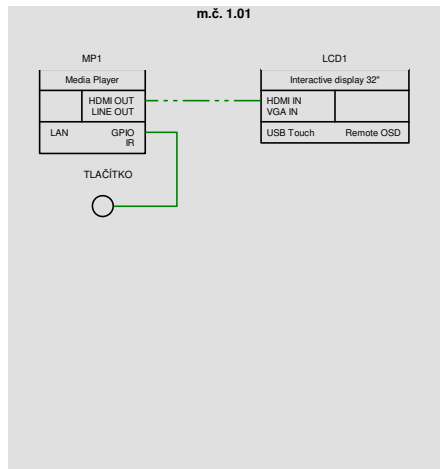 m.č. 1.01
MP1
Media Player
HDMI OUT
LINE OUT
LAN GPIO
IR
TLAČÍTKO
LCD1
Interactive display 32"
HDMI IN
VGA IN
USB Touch Remote OSD